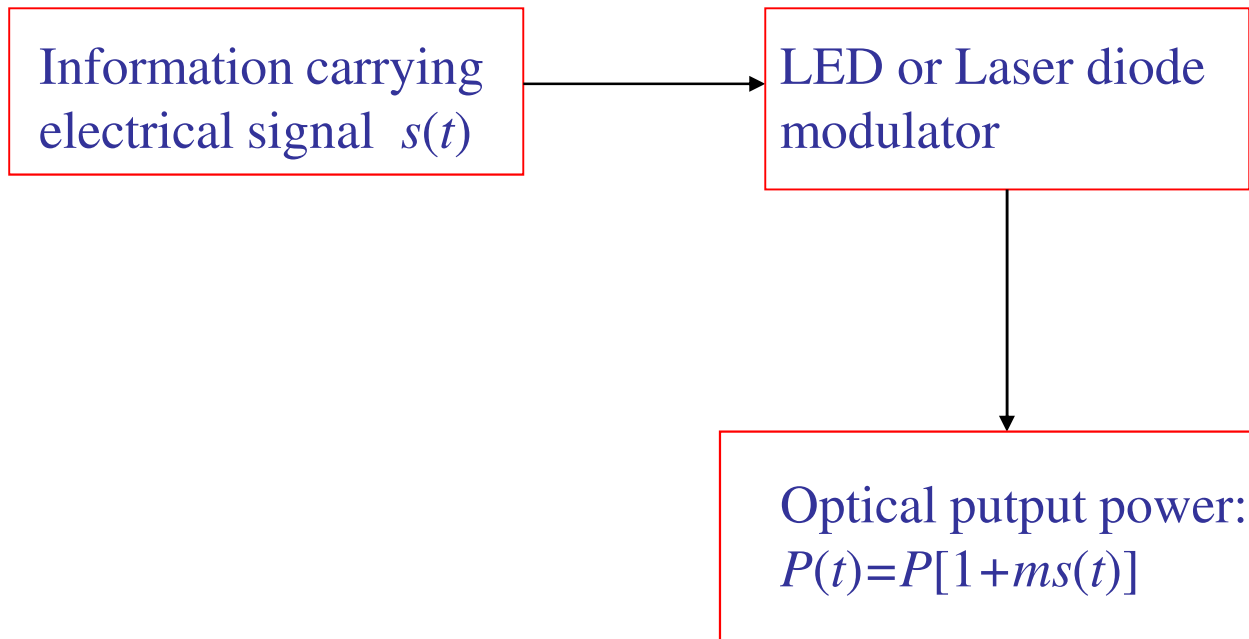 Information carrying
electrical signal s(t)
LED or Laser diode
modulator
Optical putput power:
P(t)=P[1+ms(t)]